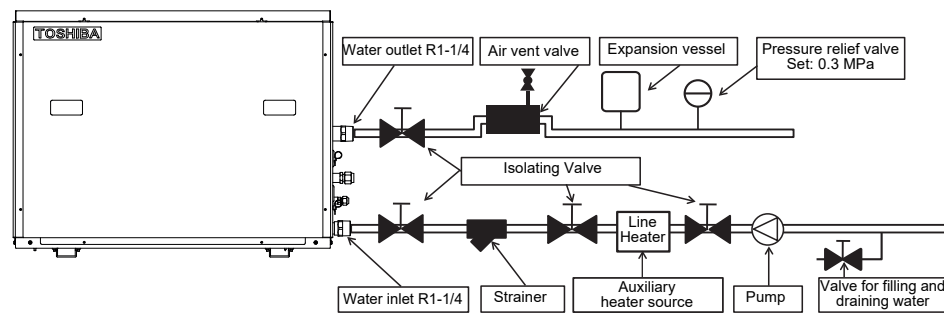 TOSHIBA
Water outlet R1-1/4
Air vent valve
Expansion vessel
Pressure relief valve
Set: 0.3 MPa
Isolating Valve
Line
Heater
Water inlet R1-1/4
Strainer
Auxiliary
heater source
Pump
Valve for filling and
draining water